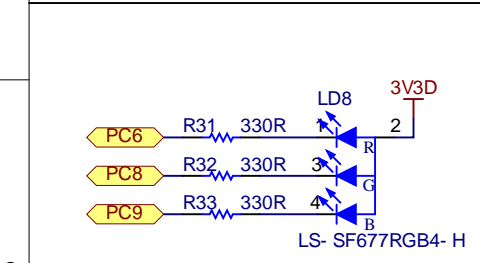 3V3D
LD8
PC6 R31 330R 1 R 2
PC8 R32 330R 3 G
PC9 R33 330R 4 B
LS- SF677RGB4- H